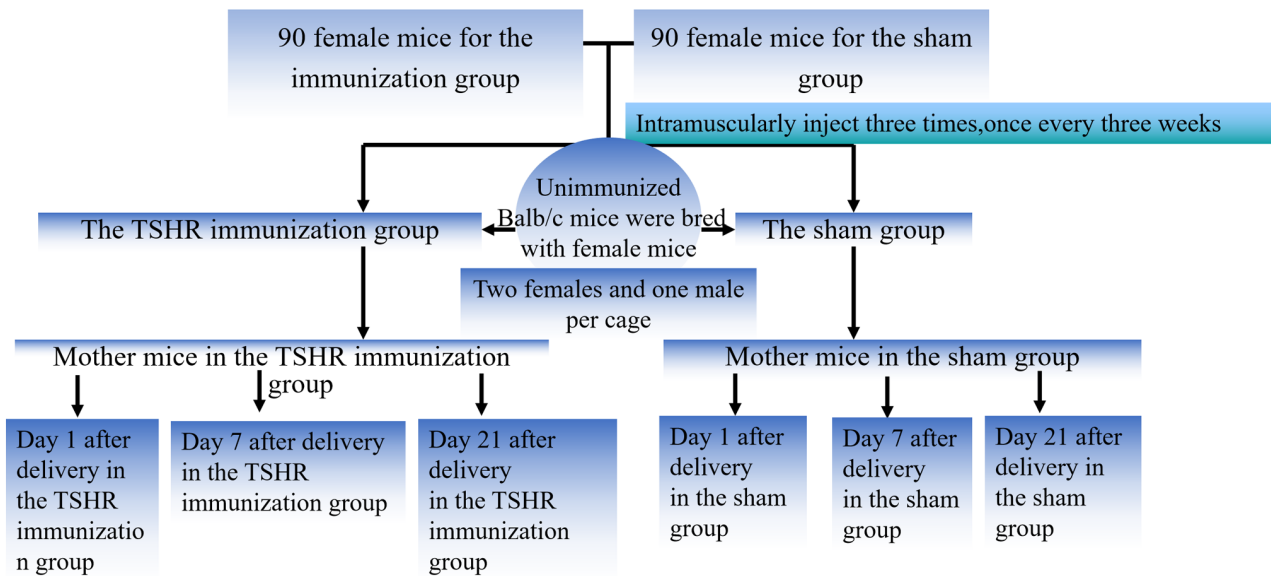 90 female mice for the
immunization group
90 female mice for the sham
group
Intramuscularly inject three times,once every three weeks
Unimmunized
Balb/c mice were bred
with female mice
The TSHR immunization group
The sham group
Two females and one male
per cage
Mother mice in the TSHR immunization
group
Mother mice in the sham group
Day 1 after
delivery in
the TSHR
immunizatio
n group
Day 7 after delivery
in the TSHR
immunization group
Day 21 after
delivery
in the TSHR
immunization
group
Day 1 after
delivery
in the sham
group
Day 7 after
delivery
in the sham
group
Day 21 after
delivery in
the sham
group